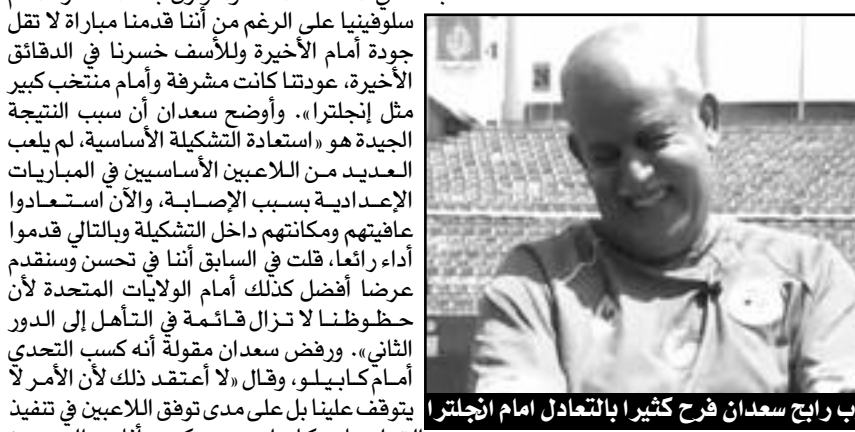 سلوفينيا على الرغم من أننا قدمنا مباراة لا تقل
جودة أمام الأخيرة وللأسف خسرنا في الدقائق
الأخيرة، عودتنا كانت مشرفة وأمام منتخب كبير
مثل إنجلترا». وأوضح سعدان أن سبب النتيجة
الجيدة هو «استعادة التشكيلة الأساسية، لم يلعب
العديد من اللاعبين الأساسيين في المباريات
الإعدادية بسبب الإصابة، والآن استعادوا
عافيتهم ومكانتهم داخل التشكيلة وبالتالي قدموا
أداء رائعا، قلت في السابق أننا في تحسن وسنقدم
عرضا أفضل كذلك أمام الولايات المتحدة لأن
حظوظنا لا تزال قائمة في التأهل إلى الدور
الثاني». ورفض سعدان مقولة أنه كسب التحدي
أمام كابيلو، وقال «لا أعتقد ذلك لأن الأمر لا
يتوقف علينا بل على مدى توفق اللاعبين في تنفيذ
ب رابح سعدان فرح كثيرا بالتعادل امام انجلترا